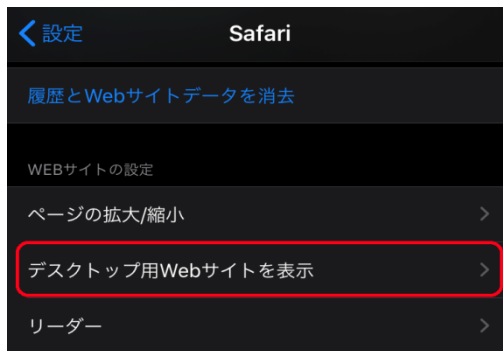 設定
Safari
履歴とWebサイトデータを消去
WEBサイトの設定
ページの拡大/縮小
デスクトップ用Webサイトを表示
リーダー